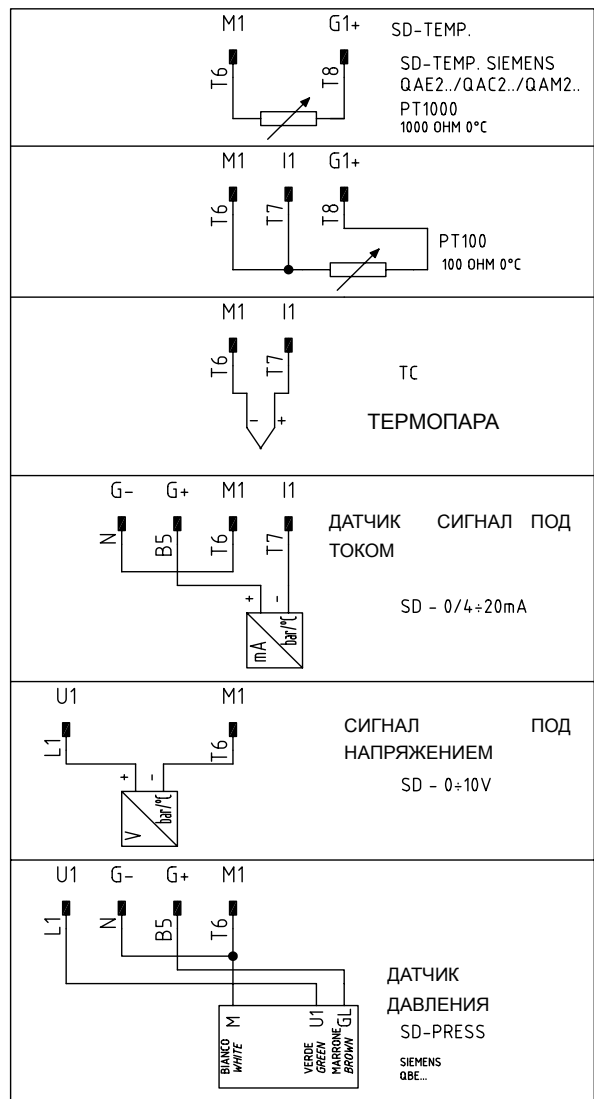 M1 G1+ SD-TEMP.
T6 T8
SD-TEMP. SIEMENS
QAE2../QAC2../QAM2..
PT1000
1000 OHM 0°C
M1 I1 G1+
T6 T7 T8
PT100
100 OHM 0°C
M1 I1
T6 T7
TC
- +
ТЕРМОПАРА
G- G+ M1 I1
N B5 T6 T7
ДАТЧИК СИГНАЛ ПОД
ТОКОМ
+ -
mA bar/°C
SD - 0/4÷20mA
U1 M1
L1 T6
СИГНАЛ ПОД
НАПРЯЖЕНИЕМ
+ -
V bar/°C
SD - 0÷10V
U1 G- G+ M1
L1 N B5 T6
ДАТЧИК
ДАВЛЕНИЯ
SD-PRESS
SIEMENS
QBE...
M U1 GL
BIANCO VERDE MARRONE
WHITE GREEN BROWN